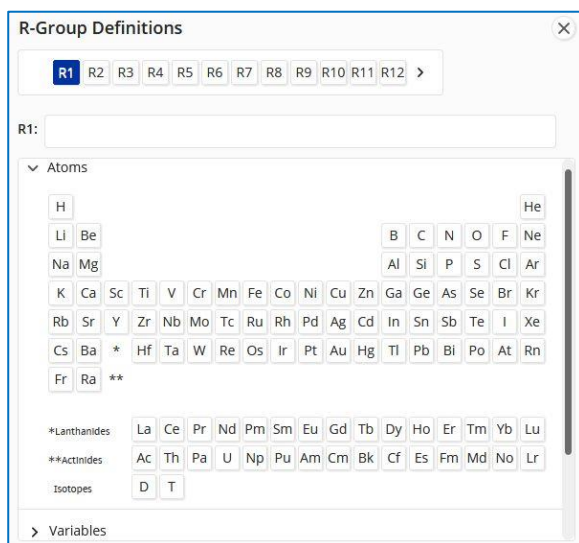 R-Group Definitions
R1 R2 R3 R4 R5 R6 R7 R8 R9 R10 R11 R12
R1:
Atoms
H He
Li Be B C N O F Ne
Na Mg Al Si P S Cl Ar
K Ca Sc Ti V Cr Mn Fe Co Ni Cu Zn Ga Ge As Se Br Kr
Rb Sr Y Zr Nb Mo Tc Ru Rh Pd Ag Cd In Sn Sb Te I Xe
Cs Ba * Hf Ta W Re Os Ir Pt Au Hg Tl Pb Bi Po At Rn
Fr Ra **
*Lanthanides La Ce Pr Nd Pm Sm Eu Gd Tb Dy Ho Er Tm Yb Lu
**Actinides Ac Th Pa U Np Pu Am Cm Bk Cf Es Fm Md No Lr
Isotopes D T
Variables